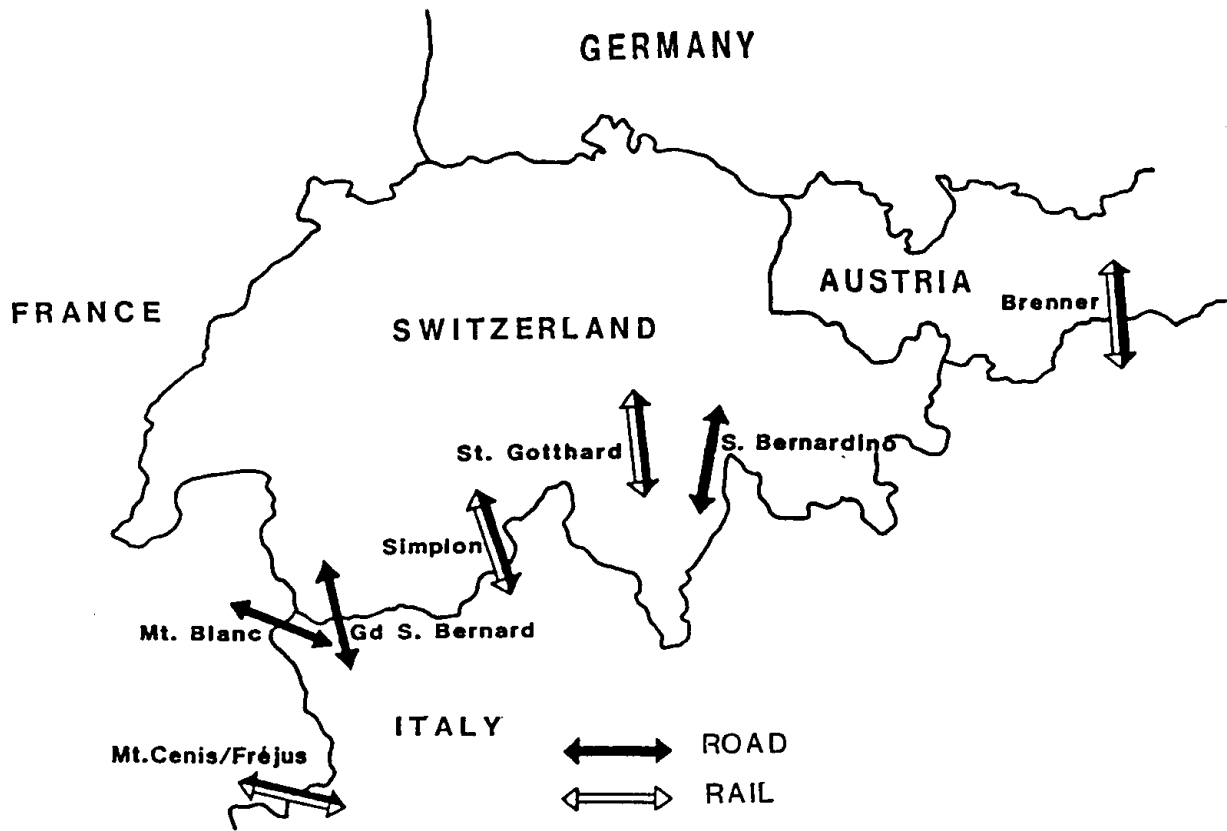 GERMANY
AUSTRIA
FRANCE
Brenner
SWITZERLAND
St. Gotthard
S. Bernardino
Simplon
Mt. Blanc
Gd S. Bernard
ITALY
Mt.Cenis/Fréjus
ROAD
RAIL